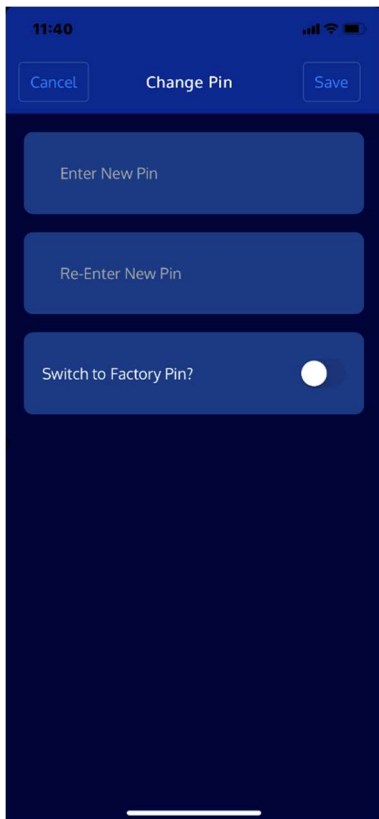 11:40
Cancel
Change Pin
Save
Enter New Pin
Re-Enter New Pin
Switch to Factory Pin?